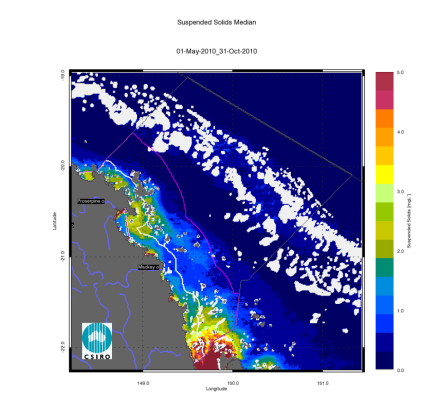 Suspended Solids Median
01-May-2010_31-Oct-2010
-19.0
-20.0
-21.0
-22.0
Latitude
Proserpine
Mackay
CSIRO
149.0
150.0
151.0
Longitude
5.0
4.0
3.0
2.0
1.0
0.0
Suspended Solids [mgL⁻¹]